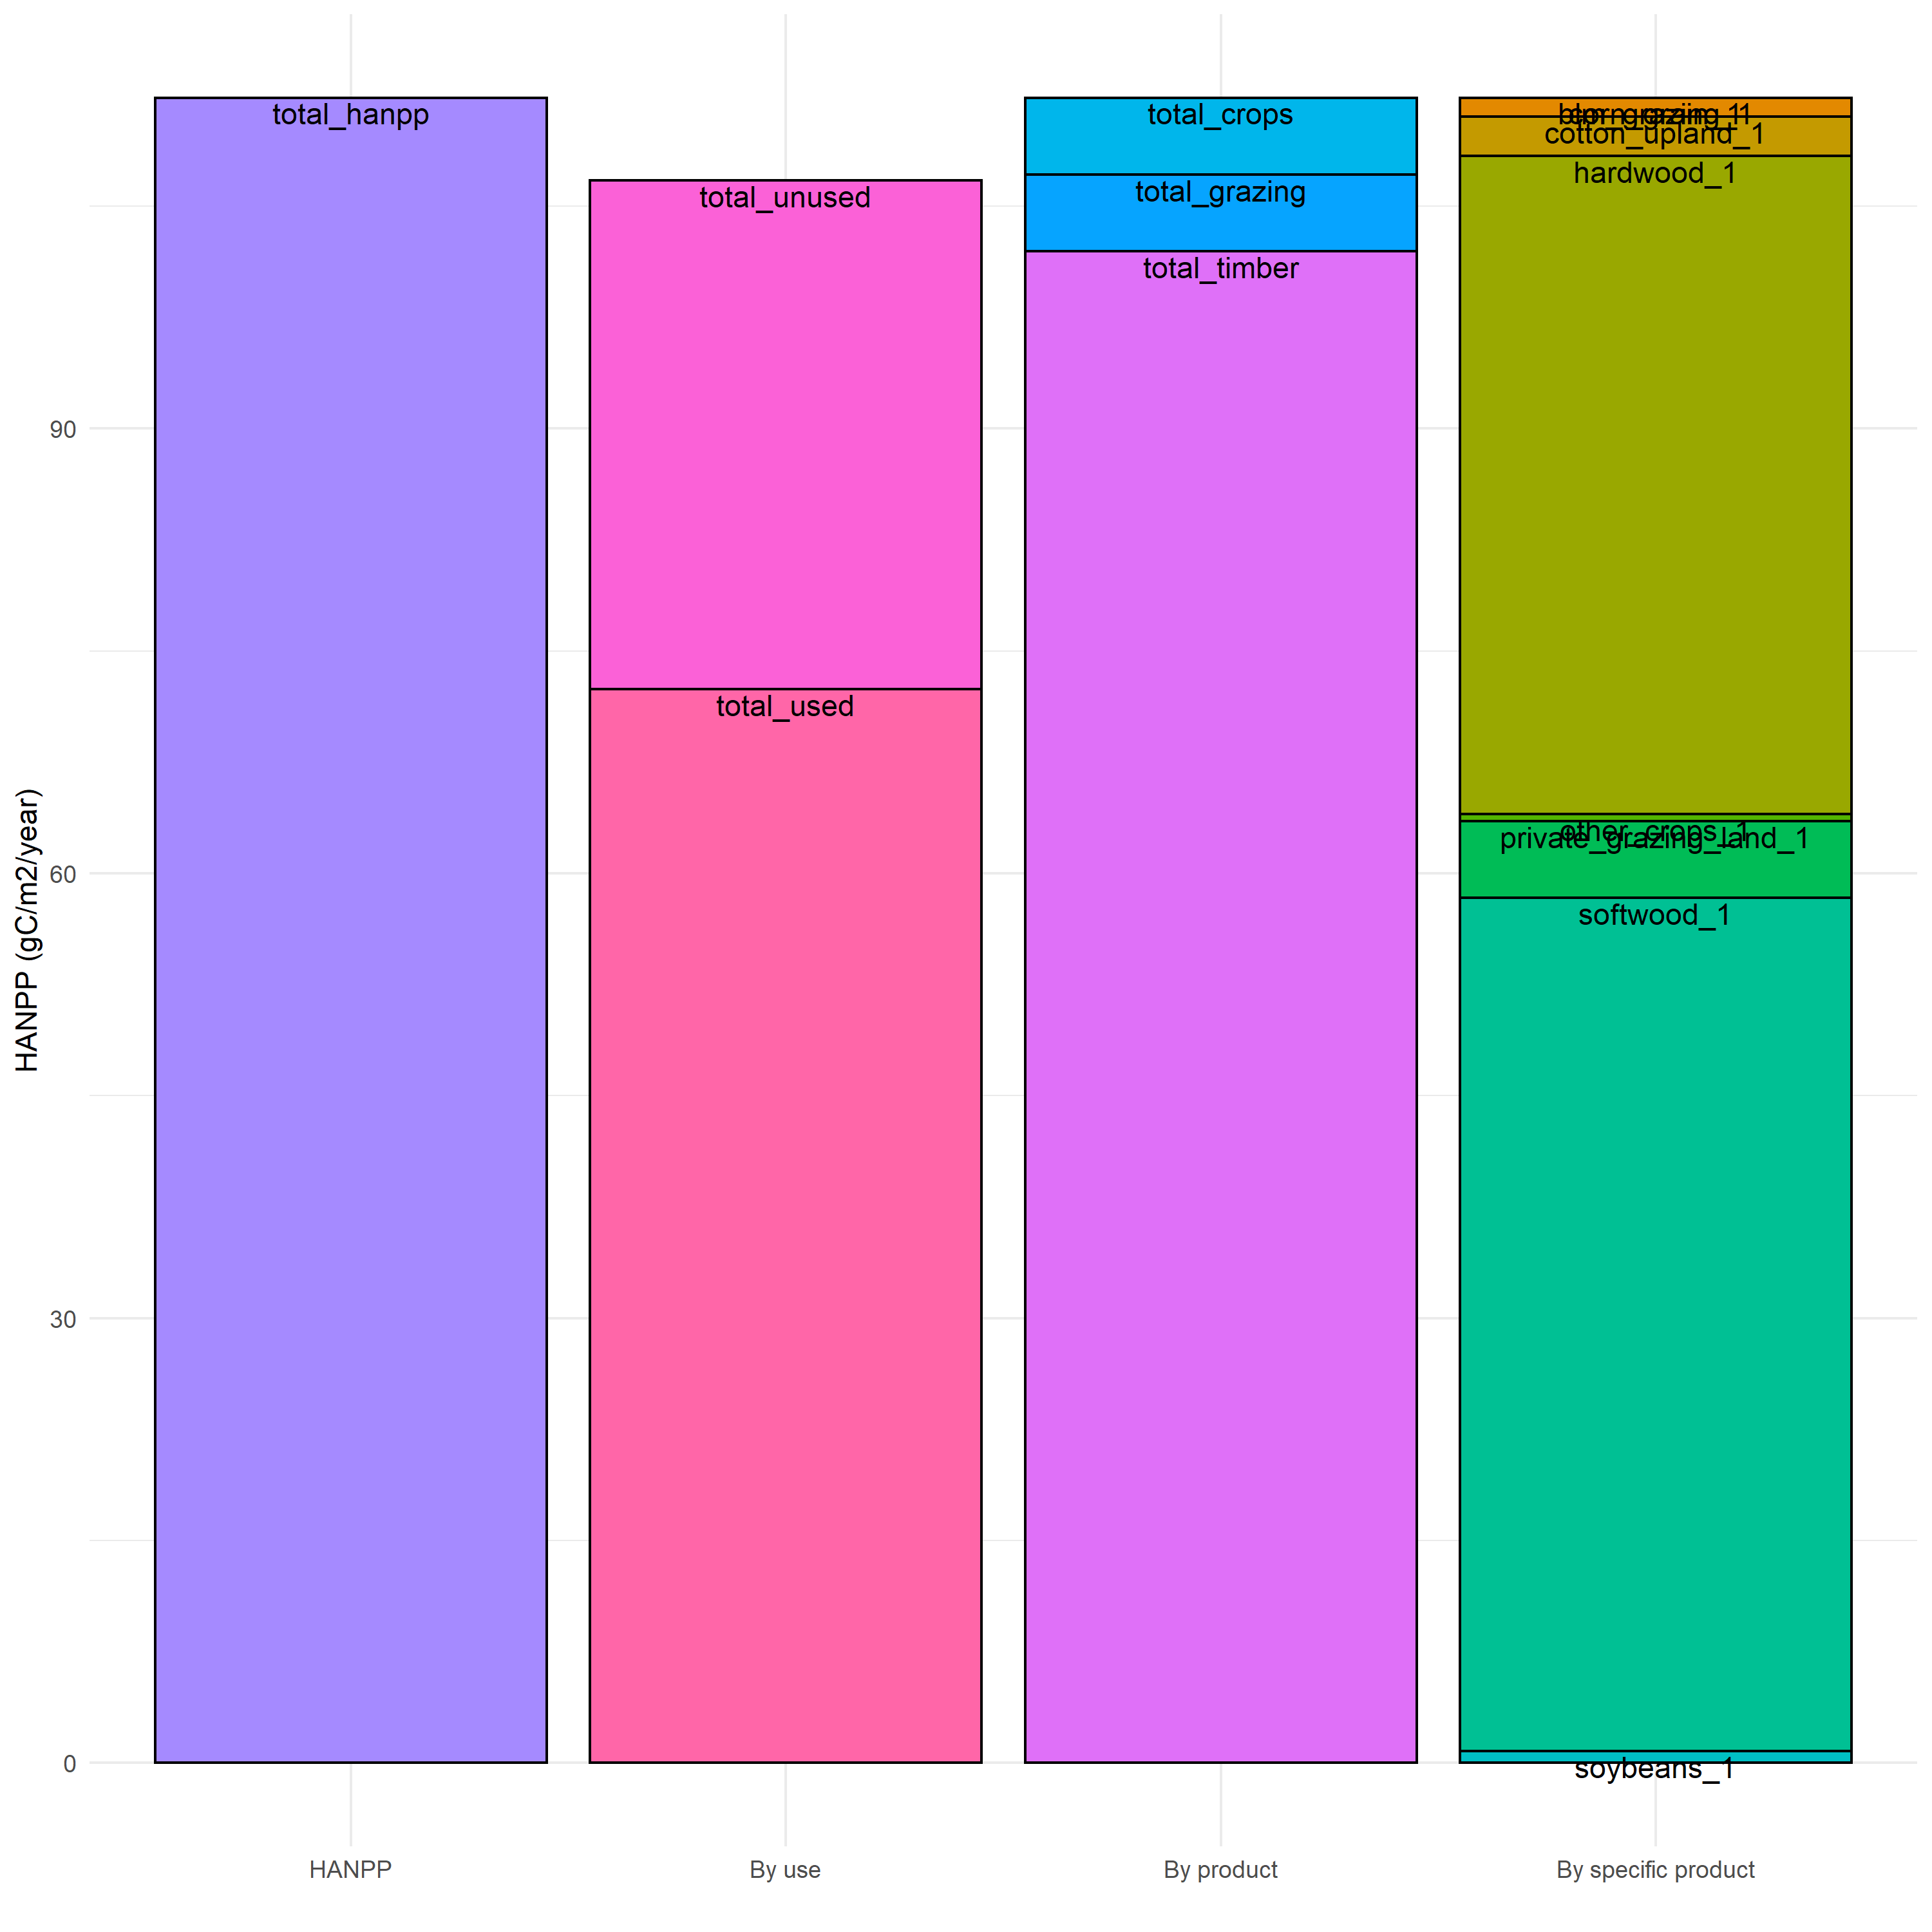 total_hanpp
total_crops
cotton_upland_1
hardwood_1
total_unused
total_grazing
total_timber
90
total_used
HANPP (gC/m2/year)
other_crops_1
private_grazing_land_1
60
softwood_1
30
0
soybeans_1
HANPP
By use
By product
By specific product